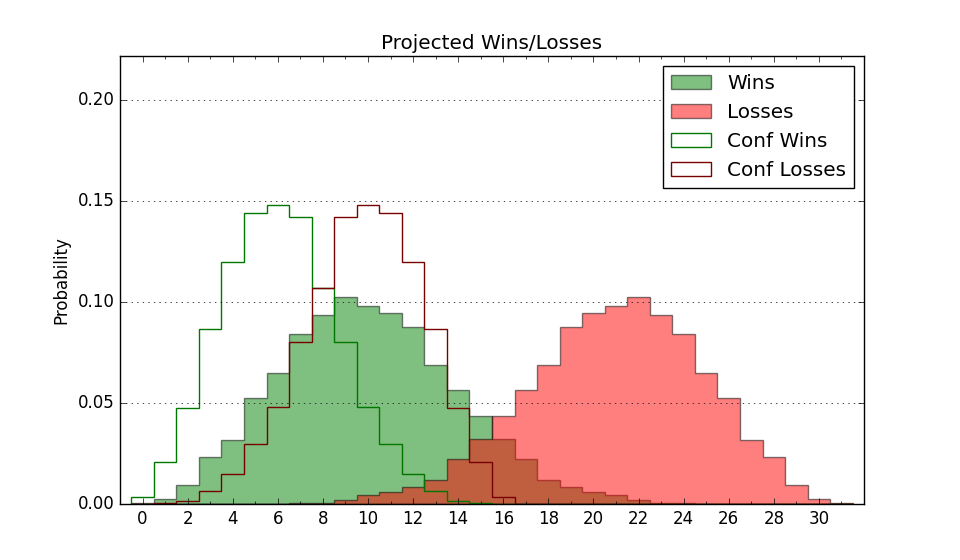 Projected Wins/Losses
Wins
Losses
Conf Wins
Conf Losses
Probability
0.20
0.15
0.10
0.05
0.00
0 2 4 6 8 10 12 14 16 18 20 22 24 26 28 30